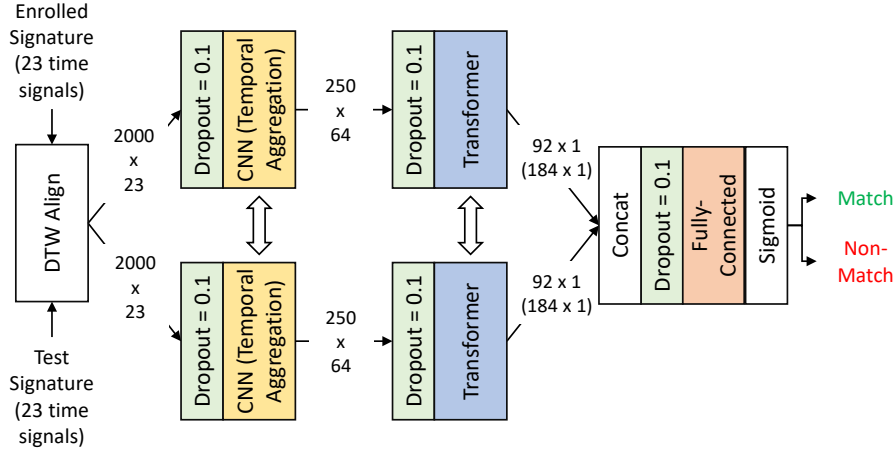 Enrolled
Signature
(23 time
signals)
DTW Align
Test
Signature
(23 time
signals)
2000
x
23
2000
x
23
Dropout = 0.1
CNN (Temporal
Aggregation)
Dropout = 0.1
CNN (Temporal
Aggregation)
250
x
64
250
x
64
Dropout = 0.1
Transformer
Dropout = 0.1
Transformer
92 x 1
(184 x 1)
92 x 1
(184 x 1)
Concat
Dropout = 0.1
Fully-
Connected
Sigmoid
Match
Non-
Match